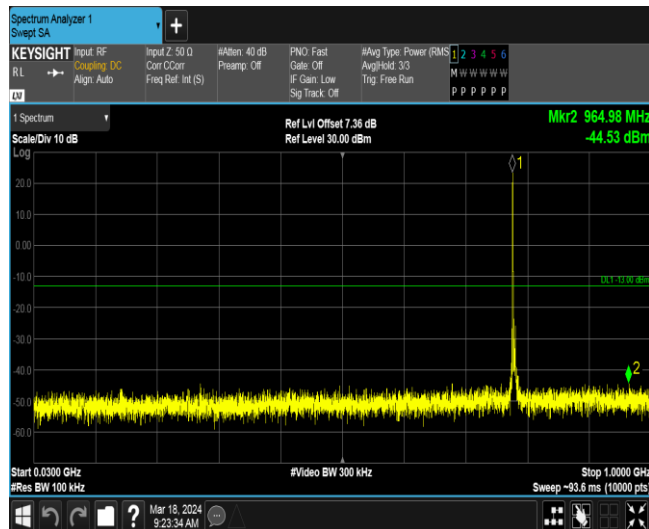 Spectrum Analyzer 1
Swept SA
+
KEYSIGHT
RL
LXI
Input: RF
Coupling: DC
Align: Auto
Input Z: 50 Ω
Corr CCorr
Freq Ref: Int (S)
#Atten: 40 dB
Preamp: Off
PNO: Fast
Gate: Off
IF Gain: Low
Sig Track: Off
#Avg Type: Power (RMS
Avg|Hold: 3/3
Trig: Free Run
1 2 3 4 5 6
M W W W W W
P P P P P P
1 Spectrum
Scale/Div 10 dB
Ref Lvl Offset 7.36 dB
Ref Level 30.00 dBm
Mkr2 964.98 MHz
-44.53 dBm
Log
1
20.0
10.0
0.00
-10.0
DL1 -13.00 dBm
-20.0
-30.0
-40.0
2
-50.0
-60.0
Start 0.0300 GHz
#Res BW 100 kHz
#Video BW 300 kHz
Stop 1.0000 GHz
Sweep ~93.6 ms (10000 pts)
?
Mar 18, 2024
9:23:34 AM